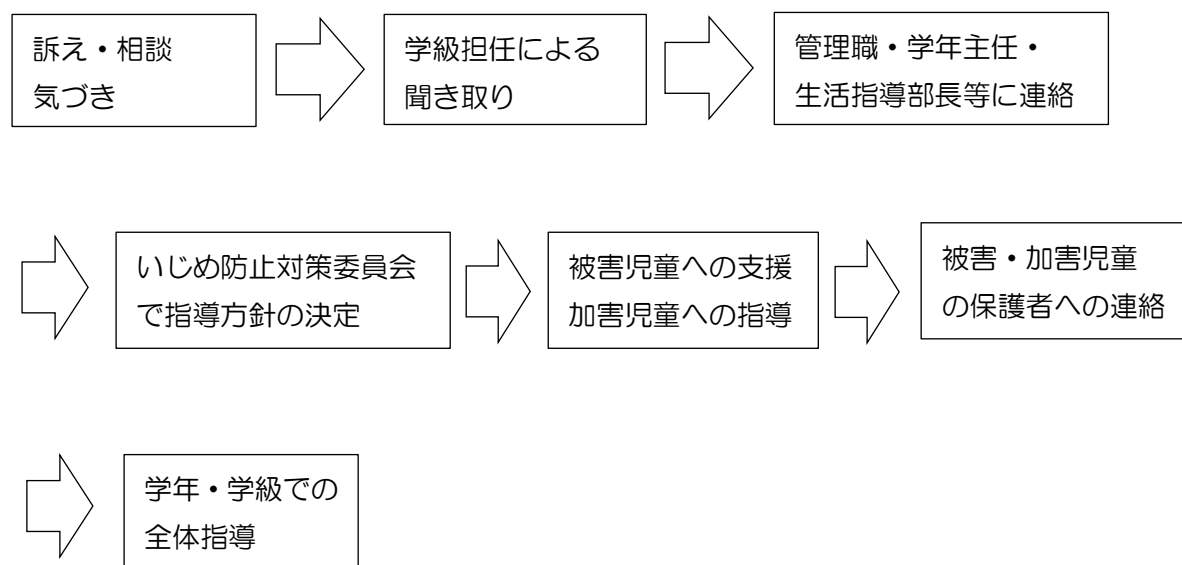 訴え・相談
気づき
学級担任による
聞き取り
管理職・学年主任・
生活指導部長等に連絡
いじめ防止対策委員会
で指導方針の決定
被害児童への支援
加害児童への指導
被害・加害児童
の保護者への連絡
学年・学級での
全体指導